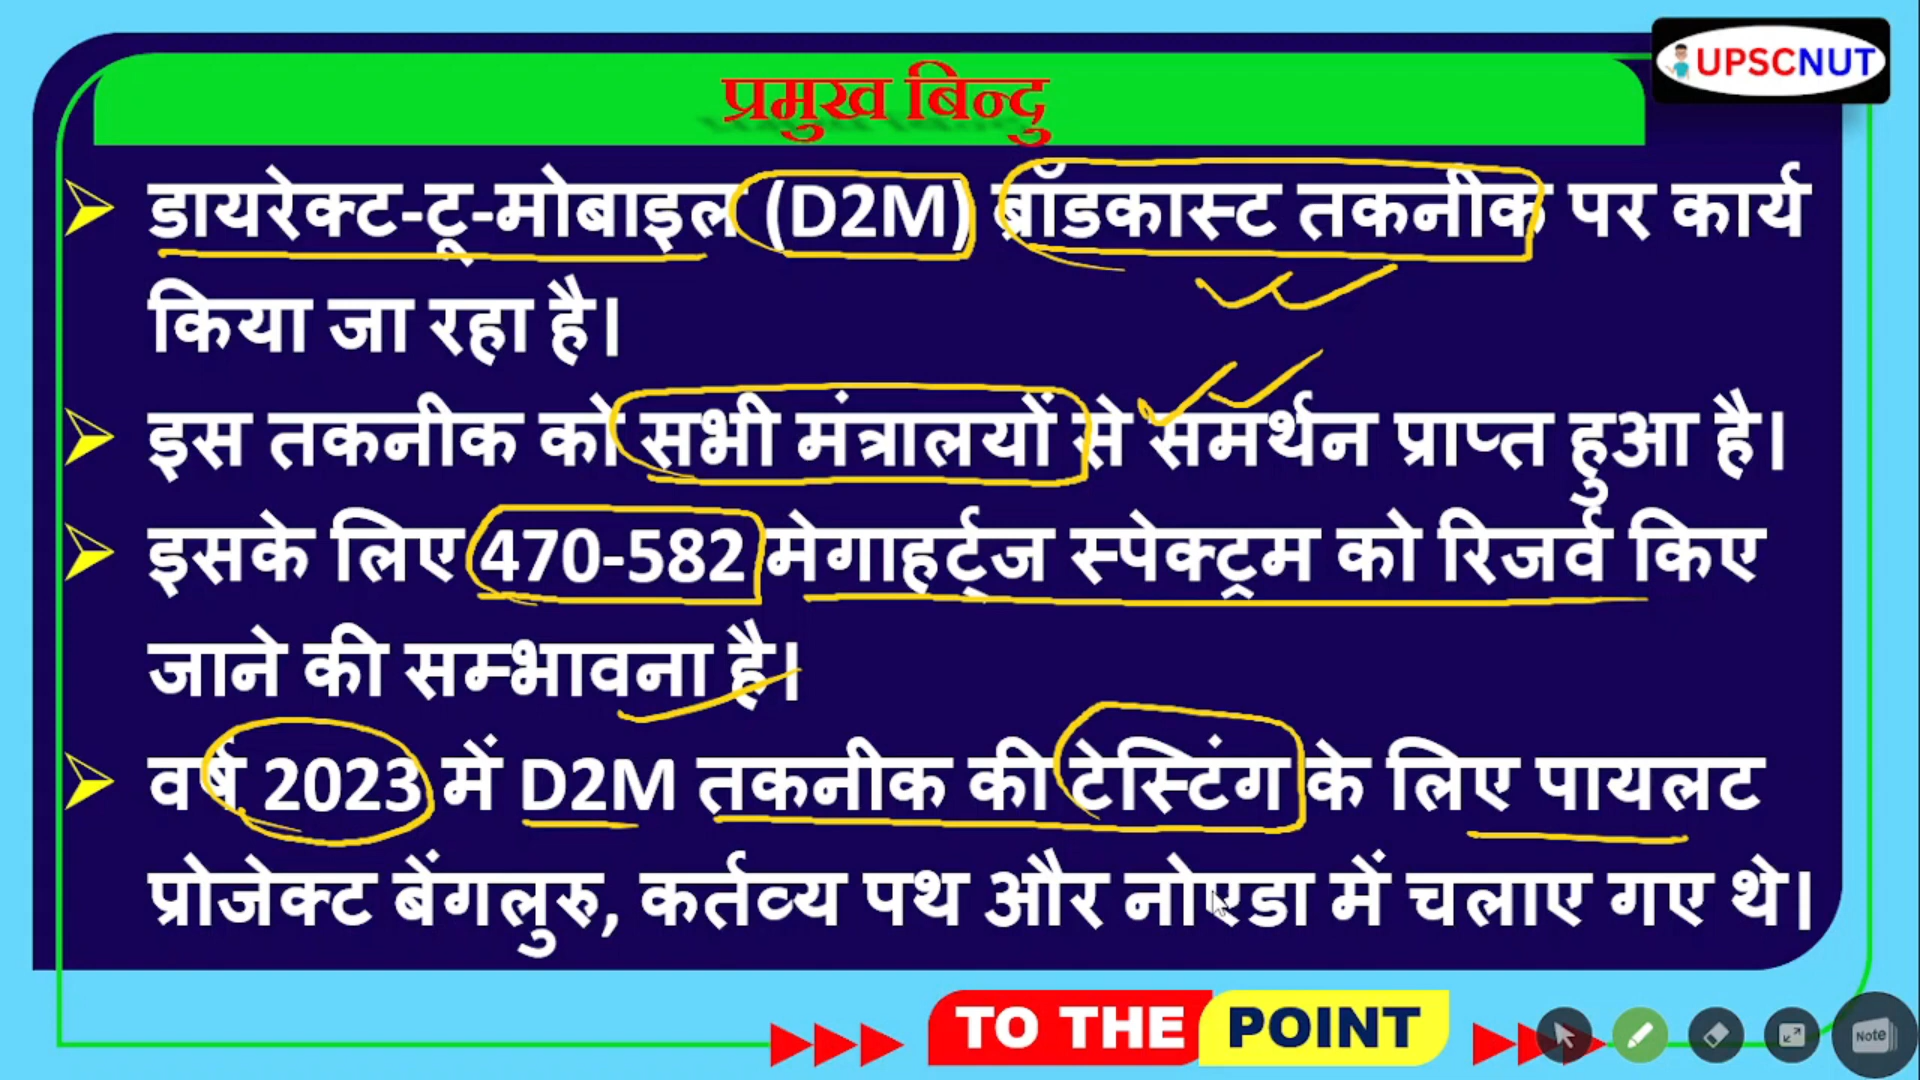 UPSCNUT
प्रमुख बिन्दु
डायरेक्ट-टू-मोबाइल (D2M) ब्रॉडकास्ट तकनीक पर कार्य
किया जा रहा है।
इस तकनीक को सभी मंत्रालयों से समर्थन प्राप्त हुआ है।
इसके लिए 470-582 मेगाहर्ट्ज स्पेक्ट्रम को रिजर्व किए
जाने की सम्भावना है।
वर्ष 2023 में D2M तकनीक की टेस्टिंग के लिए पायलट
प्रोजेक्ट बेंगलुरु, कर्तव्य पथ और नोएडा में चलाए गए थे।
TO THE POINT
Note